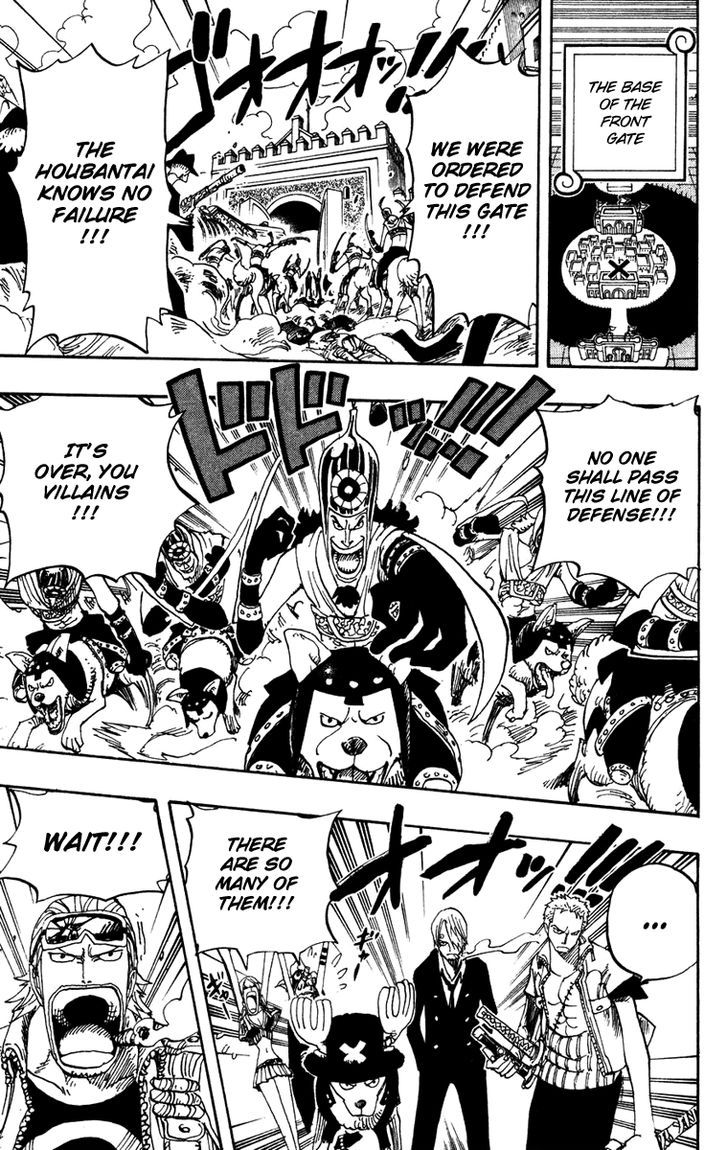 THE BASE
OF THE
FRONT
GATE
WE WERE
ORDERED
TO DEFEND
THIS GATE
!!!
ゴオオオッ!!
THE
HOUBANTAI
KNOWS NO
FAILURE
!!!
NO ONE
SHALL PASS
THIS LINE OF
DEFENSE!!!
ドドドド!!!
IT'S
OVER, YOU
VILLAINS
!!!
...
オオッ!!
THERE
ARE SO
MANY OF
THEM!!!
WAIT!!!